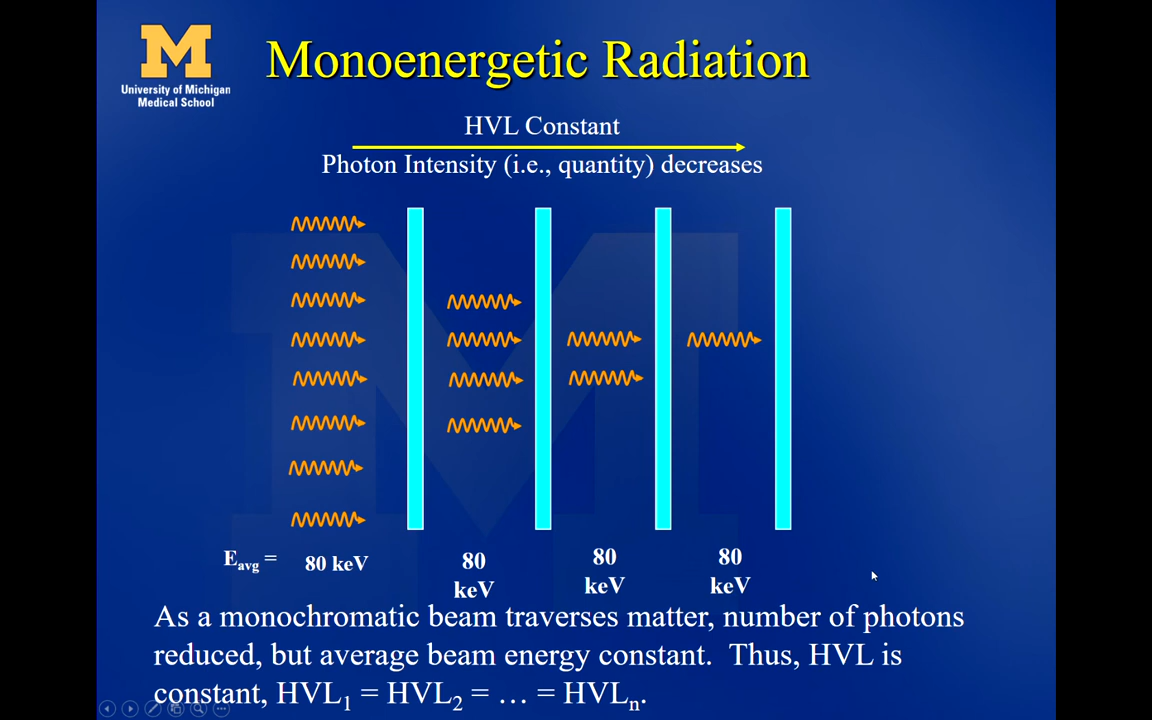 M
University of Michigan
Medical School
Monoenergetic Radiation
HVL Constant
Photon Intensity (i.e., quantity) decreases
E_avg = 80 keV 80 keV 80 keV 80 keV
As a monochromatic beam traverses matter, number of photons
reduced, but average beam energy constant.  Thus, HVL is
constant, HVL₁ = HVL₂ = … = HVLₙ.